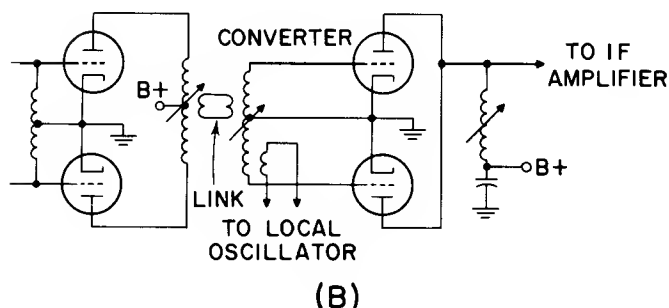 CONVERTER
TO IF
AMPLIFIER
B+
B+
LINK
TO LOCAL
OSCILLATOR
(B)